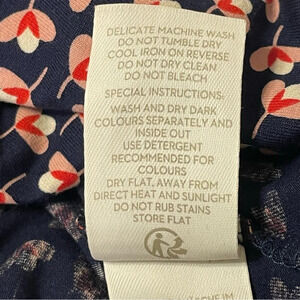 DELICATE MACHINE WASH
DO NOT TUMBLE DRY
COOL IRON ON REVERSE
DO NOT DRY CLEAN
DO NOT BLEACH
SPECIAL INSTRUCTIONS:
WASH AND DRY DARK
COLOURS SEPARATELY AND
INSIDE OUT
USE DETERGENT
RECOMMENDED FOR
COLOURS
DRY FLAT, AWAY FROM
DIRECT HEAT AND SUNLIGHT
DO NOT RUB STAINS
STORE FLAT